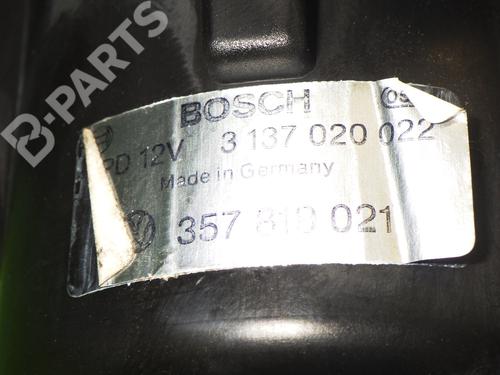 B-PARTS
BOSCH
PD 12V 3 137 020 022
Made in Germany
357 819 021